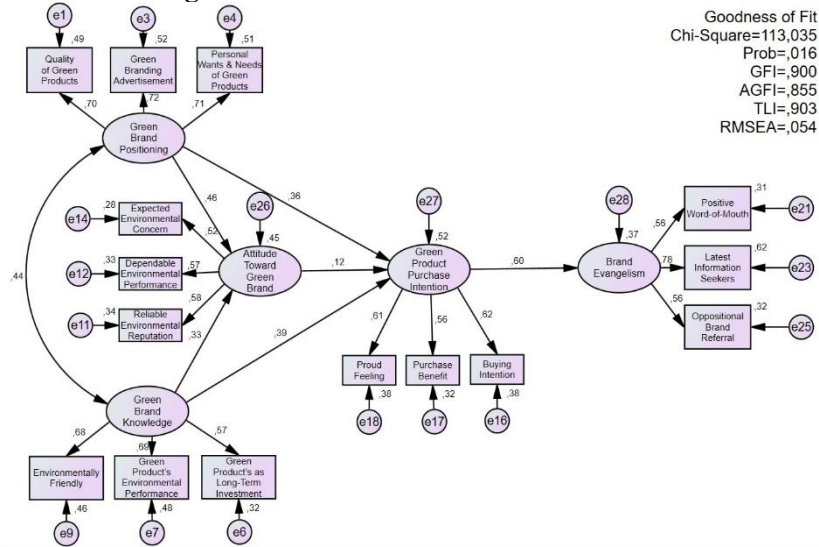 Goodness of Fit
Chi-Square=113,035
Prob=,016
GFI=,900
AGFI=,855
TLI=,903
RMSEA=,054
e1
e3
e4
,49
,52
,51
Quality
of Green
Products
Green
Branding
Advertisement
Personal
Wants & Needs
of Green
Products
,70
,72
,71
Green
Brand
Positioning
,46
,36
,44
e14
,28
Expected
Environmental
Concern
,52
e12
,33
Dependable
Environmental
Performance
,57
e11
,34
Reliable
Environmental
Reputation
,58
,33
e26
,45
Attitude
Toward
Green
Brand
,12
,39
e27
,52
Green
Product
Purchase
Intention
,60
e28
,37
Brand
Evangelism
,56
,78
,56
,31
Positive
Word-of-Mouth
e21
,62
Latest
Information
Seekers
e23
,32
Oppositional
Brand
Referral
e25
,61
,56
,62
Proud
Feeling
Purchase
Benefit
Buying
Intention
,38
,32
,38
e18
e17
e16
Green
Brand
Knowledge
,68
,69
,57
Environmentally
Friendly
Green
Product's
Environmental
Performance
Green
Product's as
Long-Term
Investment
,46
,48
,32
e9
e7
e6